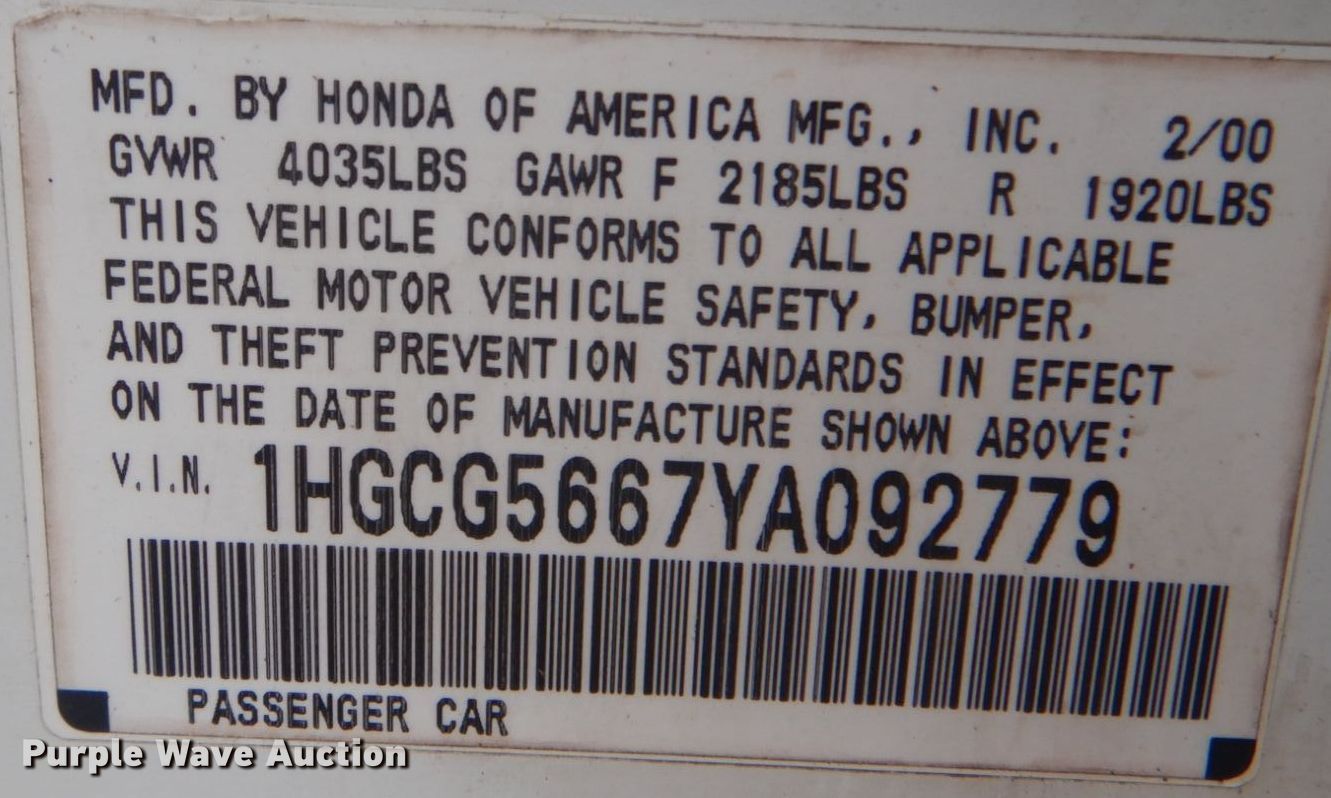 MFD. BY HONDA OF AMERICA MFG., INC. 2/00
GVWR 4035LBS GAWR F 2185LBS R 1920LBS
THIS VEHICLE CONFORMS TO ALL APPLICABLE
FEDERAL MOTOR VEHICLE SAFETY, BUMPER,
AND THEFT PREVENTION STANDARDS IN EFFECT
ON THE DATE OF MANUFACTURE SHOWN ABOVE:
V.I.N. 1HGCG5667YA092779
PASSENGER CAR
Purple Wave Auction